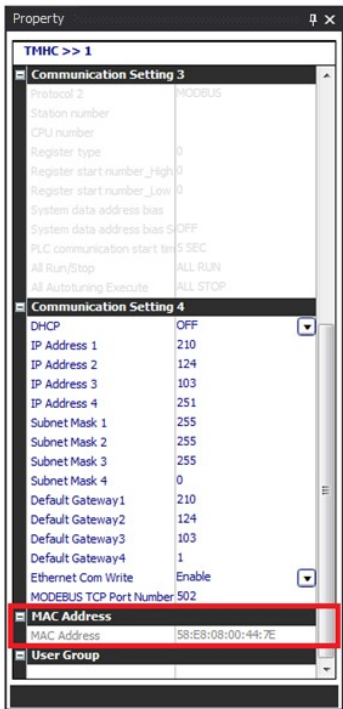 Property
TMHC >> 1
Communication Setting 3
Protocol 2 MODBUS
Station number
CPU number
Register type 0
Register start number_High 0
Register start number_Low 0
System data address bias
System data address bias S OFF
PLC communication start tim 5 SEC
All Run/Stop ALL RUN
All Autotuning Execute ALL STOP
Communication Setting 4
DHCP OFF
IP Address 1 210
IP Address 2 124
IP Address 3 103
IP Address 4 251
Subnet Mask 1 255
Subnet Mask 2 255
Subnet Mask 3 255
Subnet Mask 4 0
Default Gateway1 210
Default Gateway2 124
Default Gateway3 103
Default Gateway4 1
Ethernet Com Write Enable
MODBUS TCP Port Number 502
MAC Address
MAC Address 58:E8:08:00:44:7E
User Group